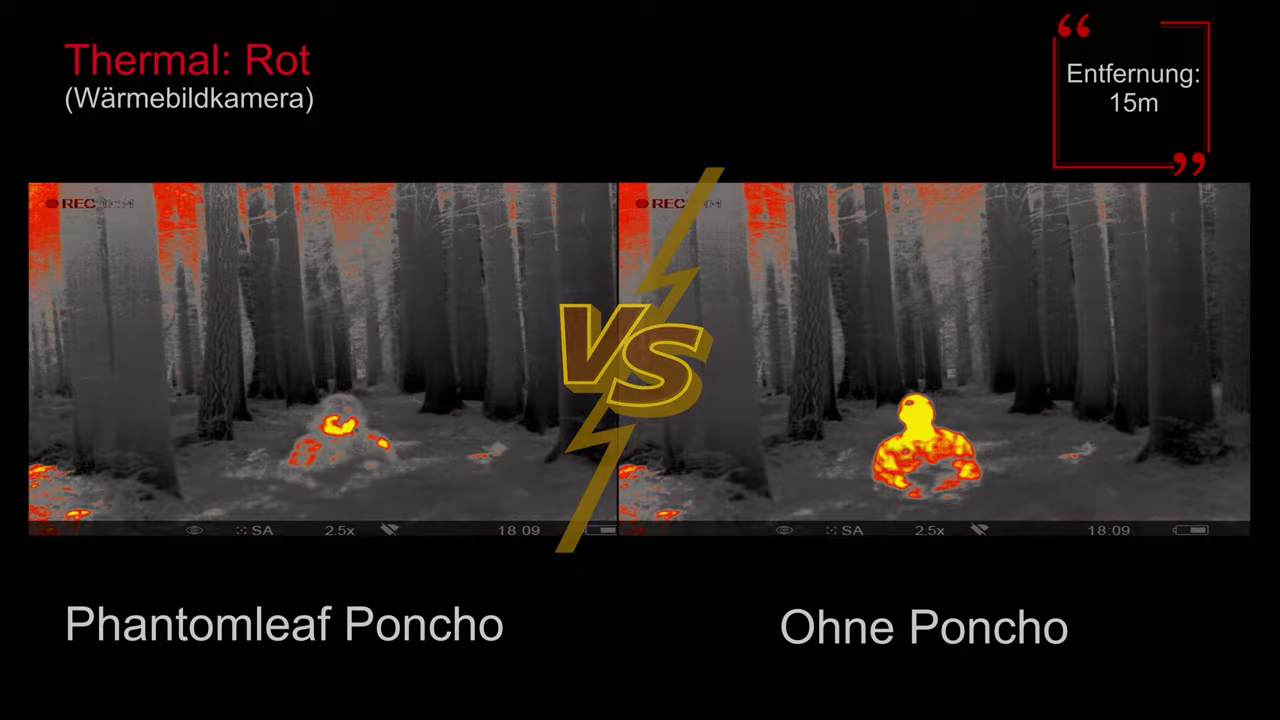 Thermal: Rot
(Wärmebildkamera)
“
Entfernung:
15m
”
REC
REC
VS
SA
2.5x
18 09
SA
2.5x
18:09
Phantomleaf Poncho
Ohne Poncho